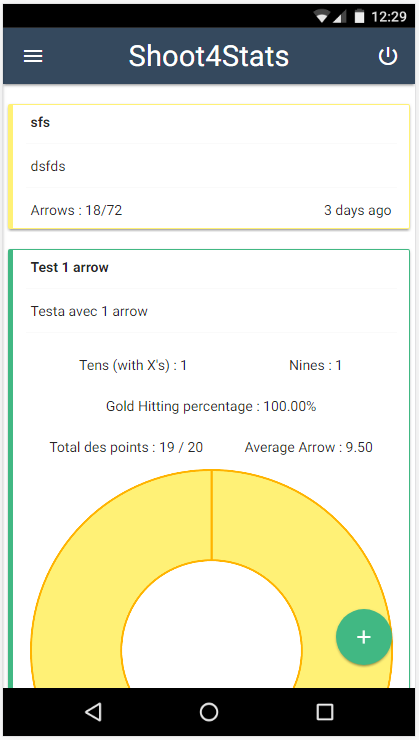 12:29
Shoot4Stats
sfs
dsfds
Arrows : 18/72 3 days ago
Test 1 arrow
Testa avec 1 arrow
Tens (with X's) : 1 Nines : 1
Gold Hitting percentage : 100.00%
Total des points : 19 / 20 Average Arrow : 9.50
+